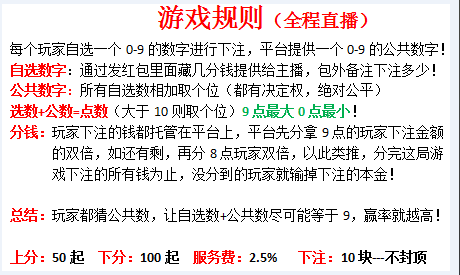 游戏规则（全程直播）
每个玩家自选一个 0-9 的数字进行下注，平台提供一个 0-9 的公共数字！
自选数字：通过发红包里面藏几分钱提供给主播，包外备注下注多少！
公共数字：所有自选数字相加取个位（都有决定权，绝对公平）
选数+公数=点数（大于 10 则取个位）9 点最大 0 点最小！
分钱：玩家下注的钱都托管在平台上，平台先分拿 9 点的玩家下注金额
的双倍，如还有剩，再分 8 点玩家双倍，以此类推，分完这局游
戏下注的所有钱为止，没分到的玩家就输掉下注的本金！
总结：玩家都猜公共数，让自选数+公共数尽可能等于 9，赢率就越高！
上分：50 起 下分：100 起 服务费：2.5% 下注：10 块---不封顶